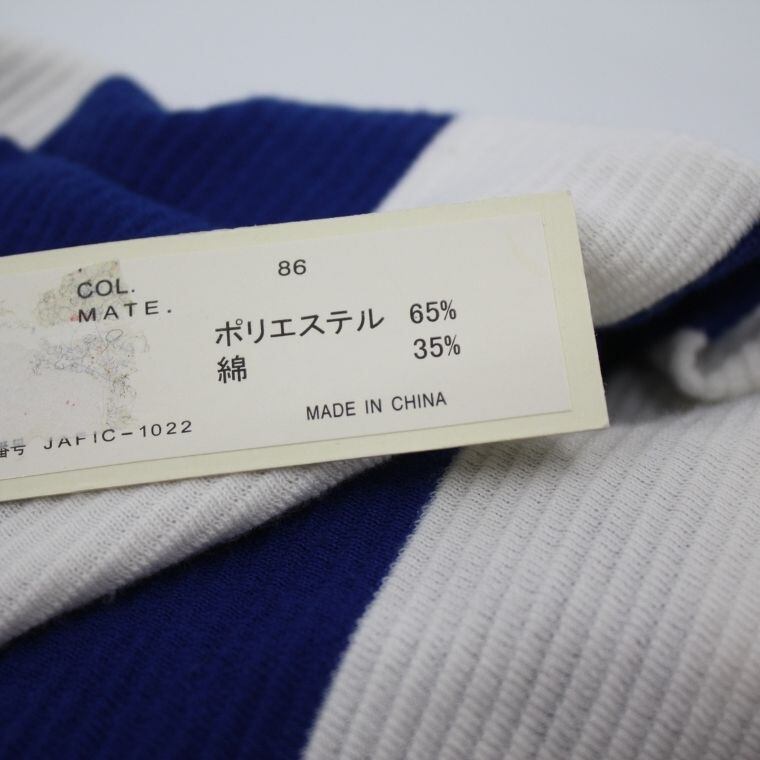 COL. 86
MATE.
ポリエステル 65%
綿 35%
MADE IN CHINA
番号 JAFIC-1022